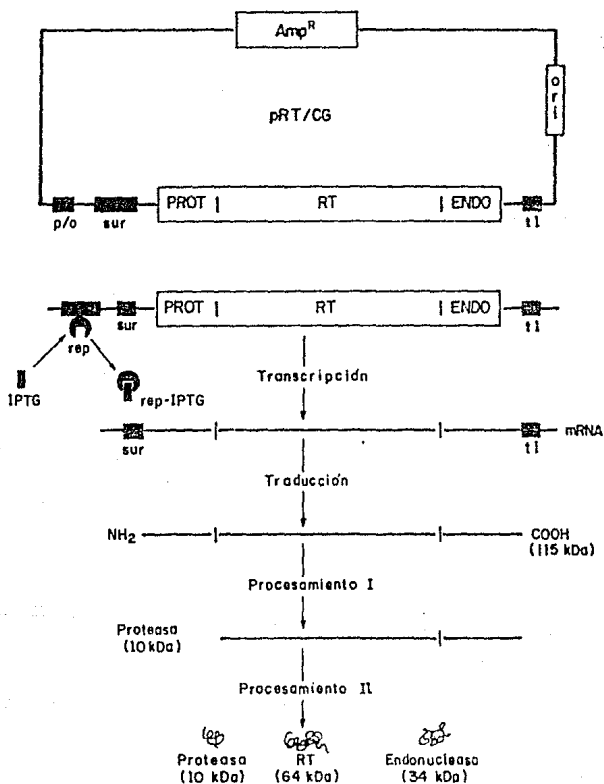 Amp^R
ori
pRT/CG
PROT | RT | ENDO
p/o sur t1
PROT | RT | ENDO
sur t1
rep
IPTG rep-IPTG
Transcripción
mRNA
sur t1
Traducción
NH₂ COOH
(115 kDa)
Procesamiento I
Proteasa
(10 kDa)
Procesamiento II
Proteasa RT Endonucleasa
(10 kDa) (64 kDa) (34 kDa)